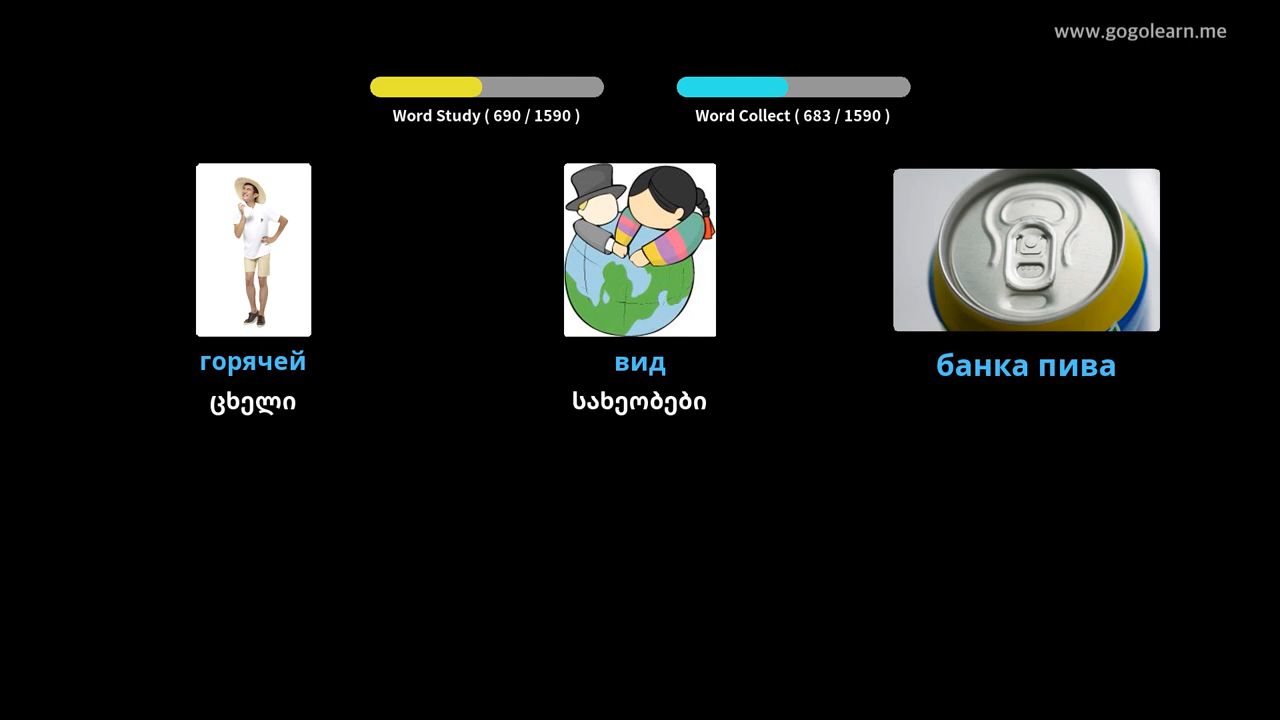 www.gogolearn.me
Word Study ( 690 / 1590 )
Word Collect ( 683 / 1590 )
горячей
ცხელი
вид
სახეობები
банка пива